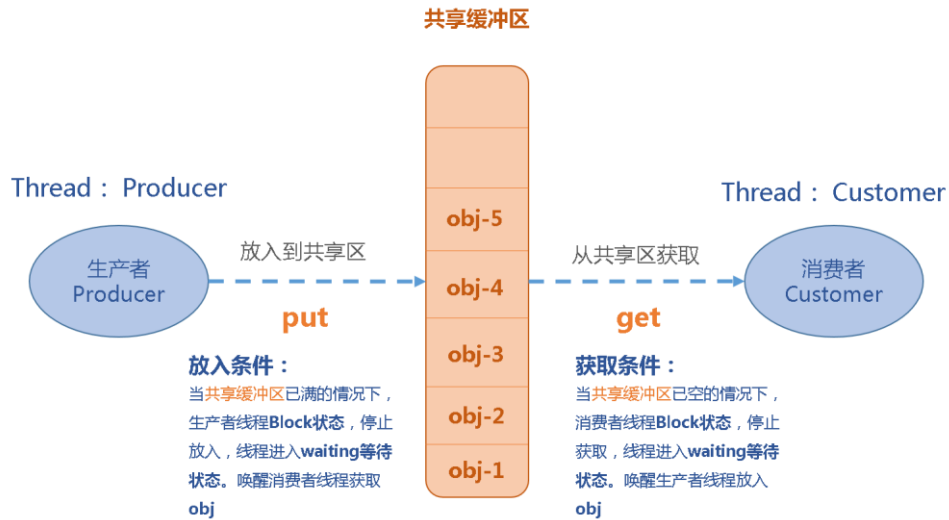 共享缓冲区
Thread： Producer
Thread： Customer
生产者
Producer
放入到共享区
put
obj-5
obj-4
obj-3
obj-2
obj-1
从共享区获取
get
消费者
Customer
放入条件：
当共享缓冲区已满的情况下，
生产者线程Block状态，停止
放入，线程进入waiting等待
状态。唤醒消费者线程获取
obj
获取条件：
当共享缓冲区已空的情况下，
消费者线程Block状态，停止
获取，线程进入waiting等待
状态。唤醒生产者线程放入
obj